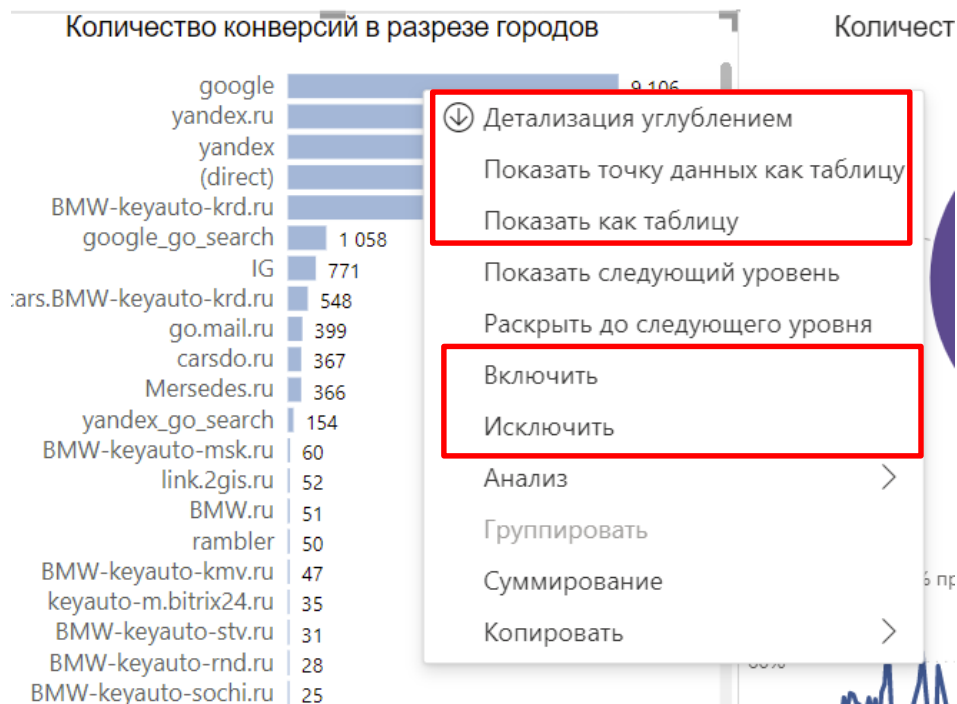 Количество конверсий в разрезе городов
Количест
google 9 106
yandex.ru
yandex
(direct)
BMW-keyauto-krd.ru
google_go_search 1 058
IG 771
cars.BMW-keyauto-krd.ru 548
go.mail.ru 399
carsdo.ru 367
Mersedes.ru 366
yandex_go_search 154
BMW-keyauto-msk.ru 60
link.2gis.ru 52
BMW.ru 51
rambler 50
BMW-keyauto-kmv.ru 47
keyauto-m.bitrix24.ru 35
BMW-keyauto-stv.ru 31
BMW-keyauto-rnd.ru 28
BMW-keyauto-sochi.ru 25
Детализация углублением
Показать точку данных как таблицу
Показать как таблицу
Показать следующий уровень
Раскрыть до следующего уровня
Включить
Исключить
Анализ
Группировать
Суммирование
Копировать